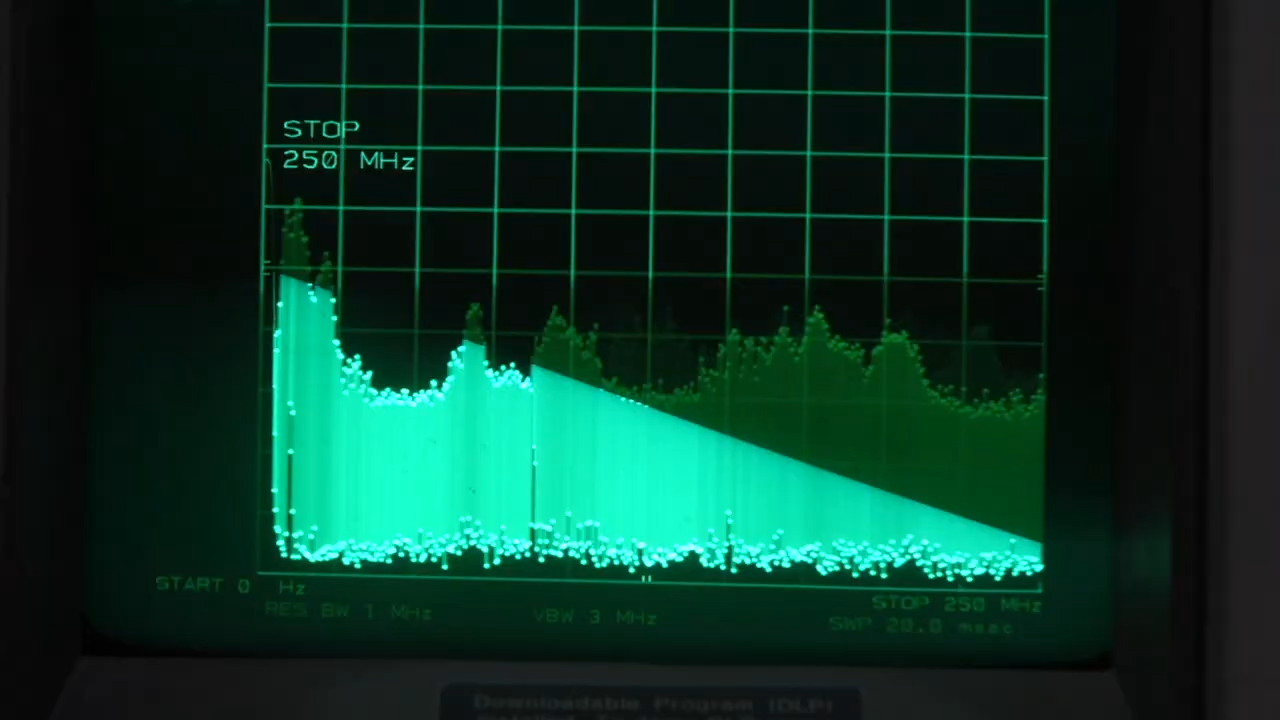 STOP
250 MHz
START 0 Hz
STOP 250 MHz
RES BW 1 MHz
VBW 3 MHz
SWP 20.0 msec
Downloadable Program (DLP)